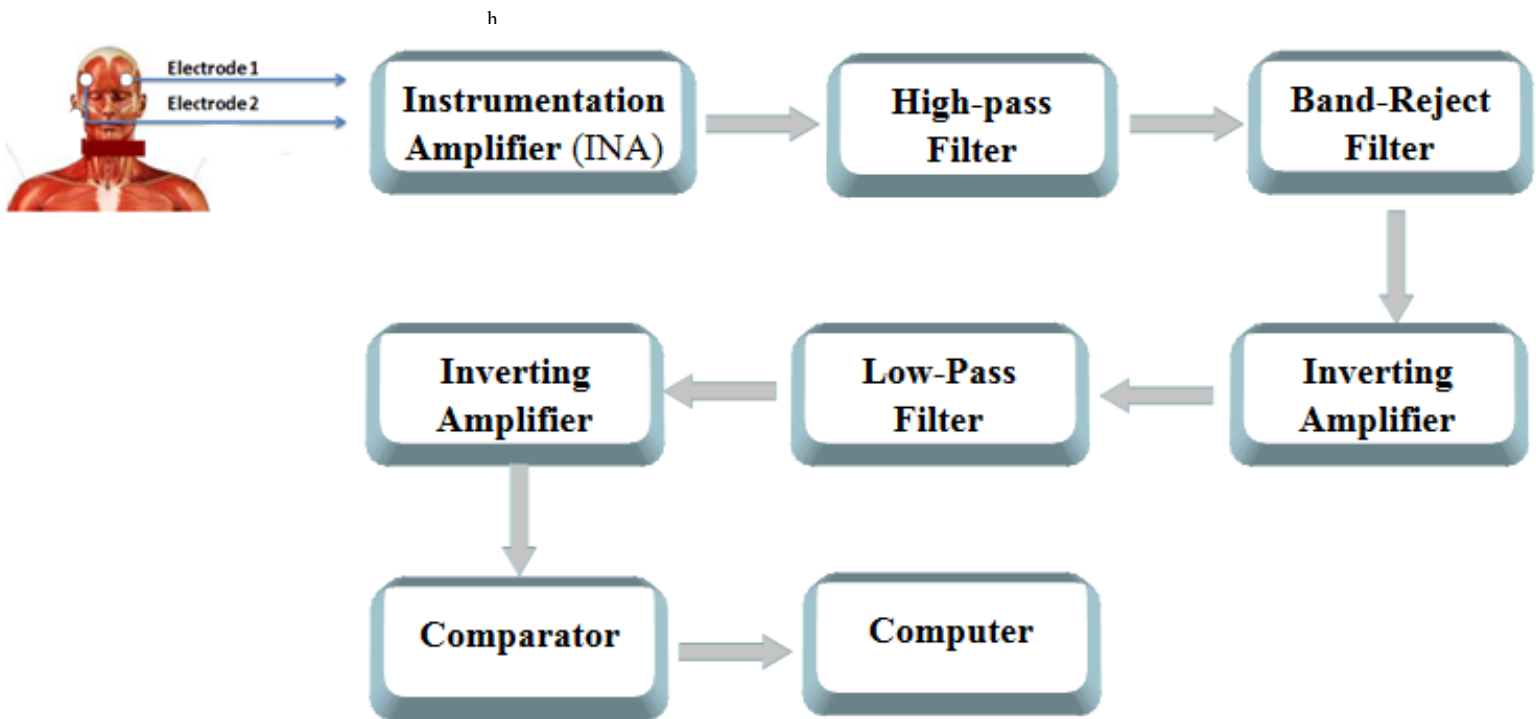 h
Electrode 1
Electrode 2
Instrumentation
Amplifier (INA)
High-pass
Filter
Band-Reject
Filter
Inverting
Amplifier
Low-Pass
Filter
Inverting
Amplifier
Comparator
Computer